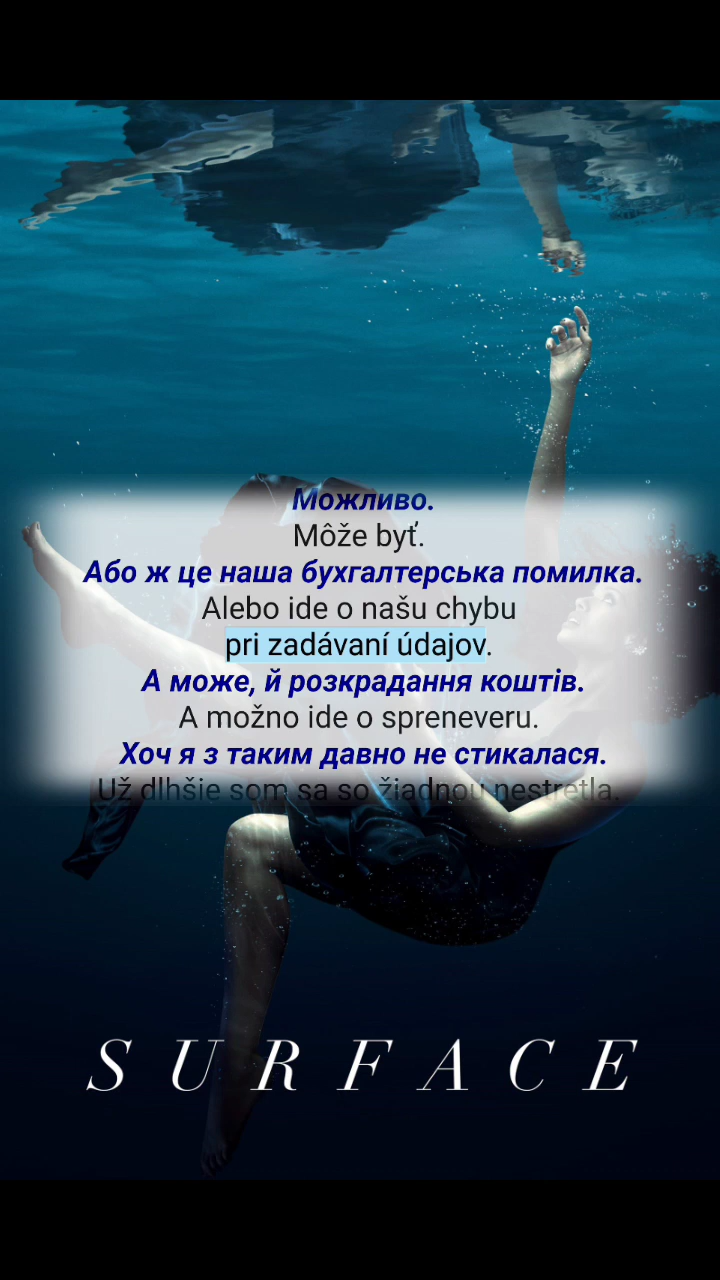 Можливо.
Môže byť.
Або ж це наша бухгалтерська помилка.
Alebo ide o našu chybu
pri zadávaní údajov.
А може, й розкрадання коштів.
A možno ide o spreneveru.
Хоч я з таким давно не стикалася.
Už dlhšie som sa so žiadnou nestretla.
SURFACE